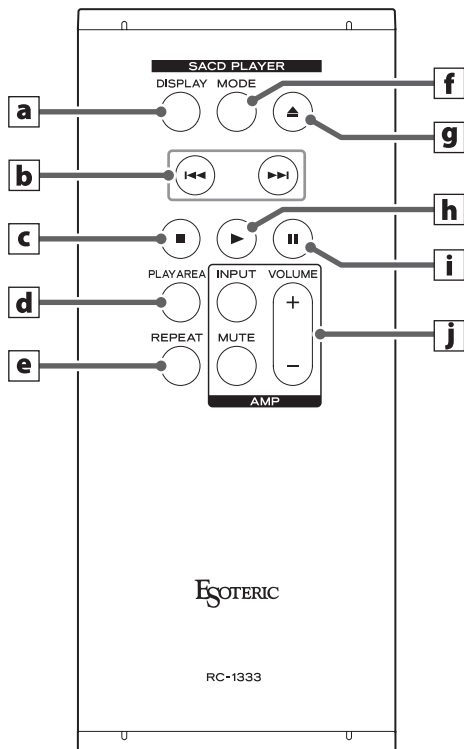 SACD PLAYER
DISPLAY MODE
a
f
g
b
c
h
i
PLAY AREA INPUT VOLUME
d
+
j
REPEAT MUTE
e
−
AMP
ESOTERIC
RC-1333